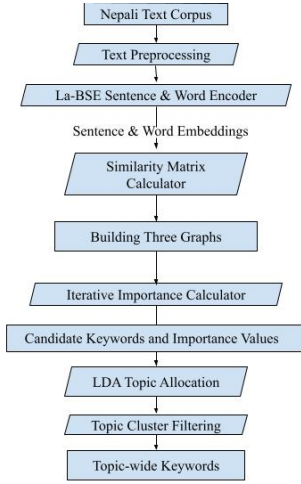 Nepali Text Corpus
Text Preprocessing
La-BSE Sentence & Word Encoder
Sentence & Word Embeddings
Similarity Matrix
Calculator
Building Three Graphs
Iterative Importance Calculator
Candidate Keywords and Importance Values
LDA Topic Allocation
Topic Cluster Filtering
Topic-wide Keywords